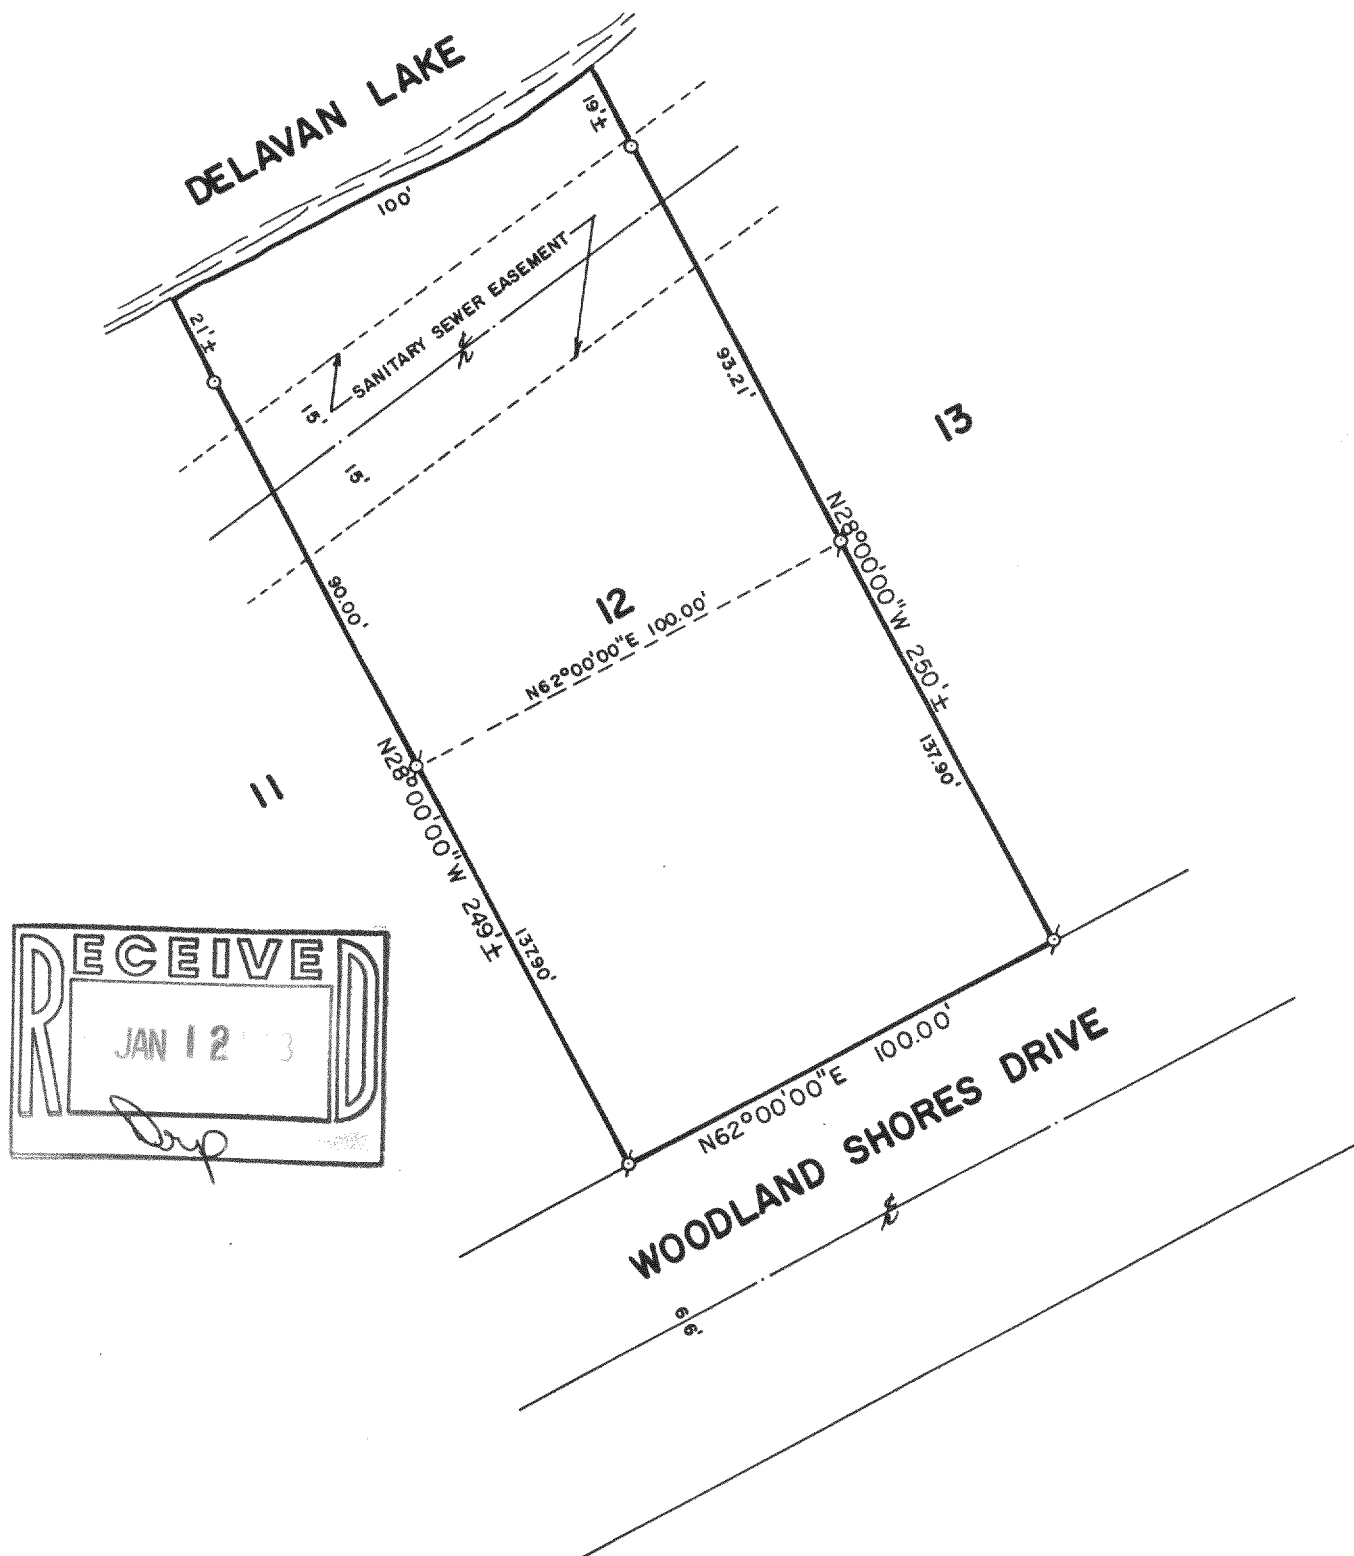 DELAVAN LAKE
19'±
100'
SANITARY SEWER EASEMENT
21'±
15'
15'
93.21'
13
N28°00'00"W 250'±
90.00'
12
N62°00'00"E 100.00'
137.90'
11
N28°00'00"W 249'±
137.90'
RECEIVED
JAN 12 3
N62°00'00"E 100.00'
WOODLAND SHORES DRIVE
66'